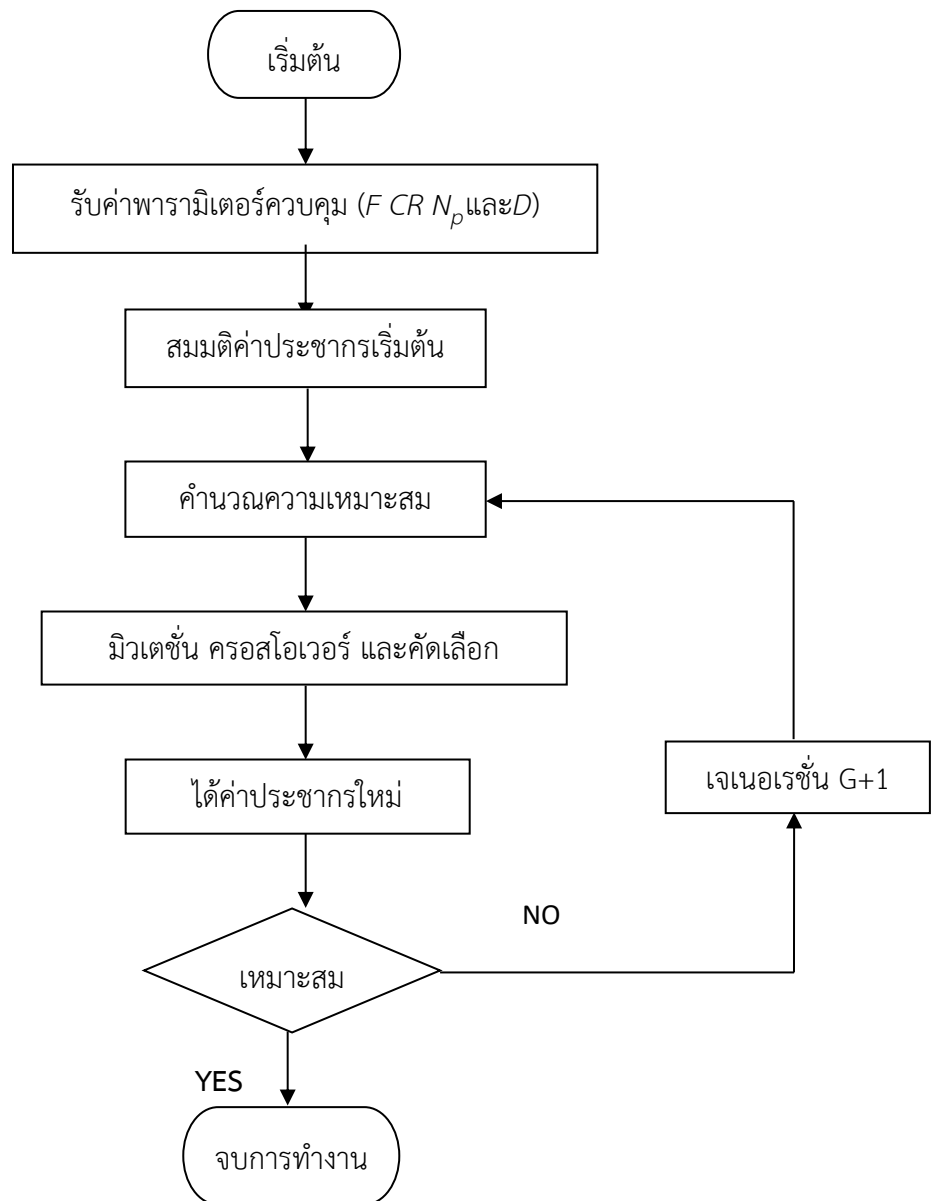 เริ่มต้น
รับค่าพารามิเตอร์ควบคุม (F CR NpและD)
สมมติค่าประชากรเริ่มต้น
คำนวณความเหมาะสม
มิวเตชั่น ครอสโอเวอร์ และคัดเลือก
ได้ค่าประชากรใหม่
เจเนอเรชั่น G+1
NO
เหมาะสม
YES
จบการทำงาน